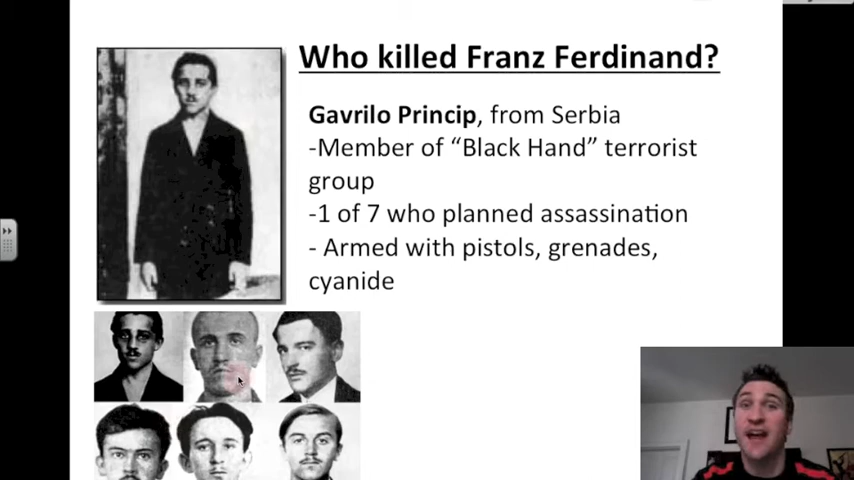 Who killed Franz Ferdinand?
Gavrilo Princip, from Serbia
-Member of “Black Hand” terrorist
group
-1 of 7 who planned assassination
- Armed with pistols, grenades,
cyanide